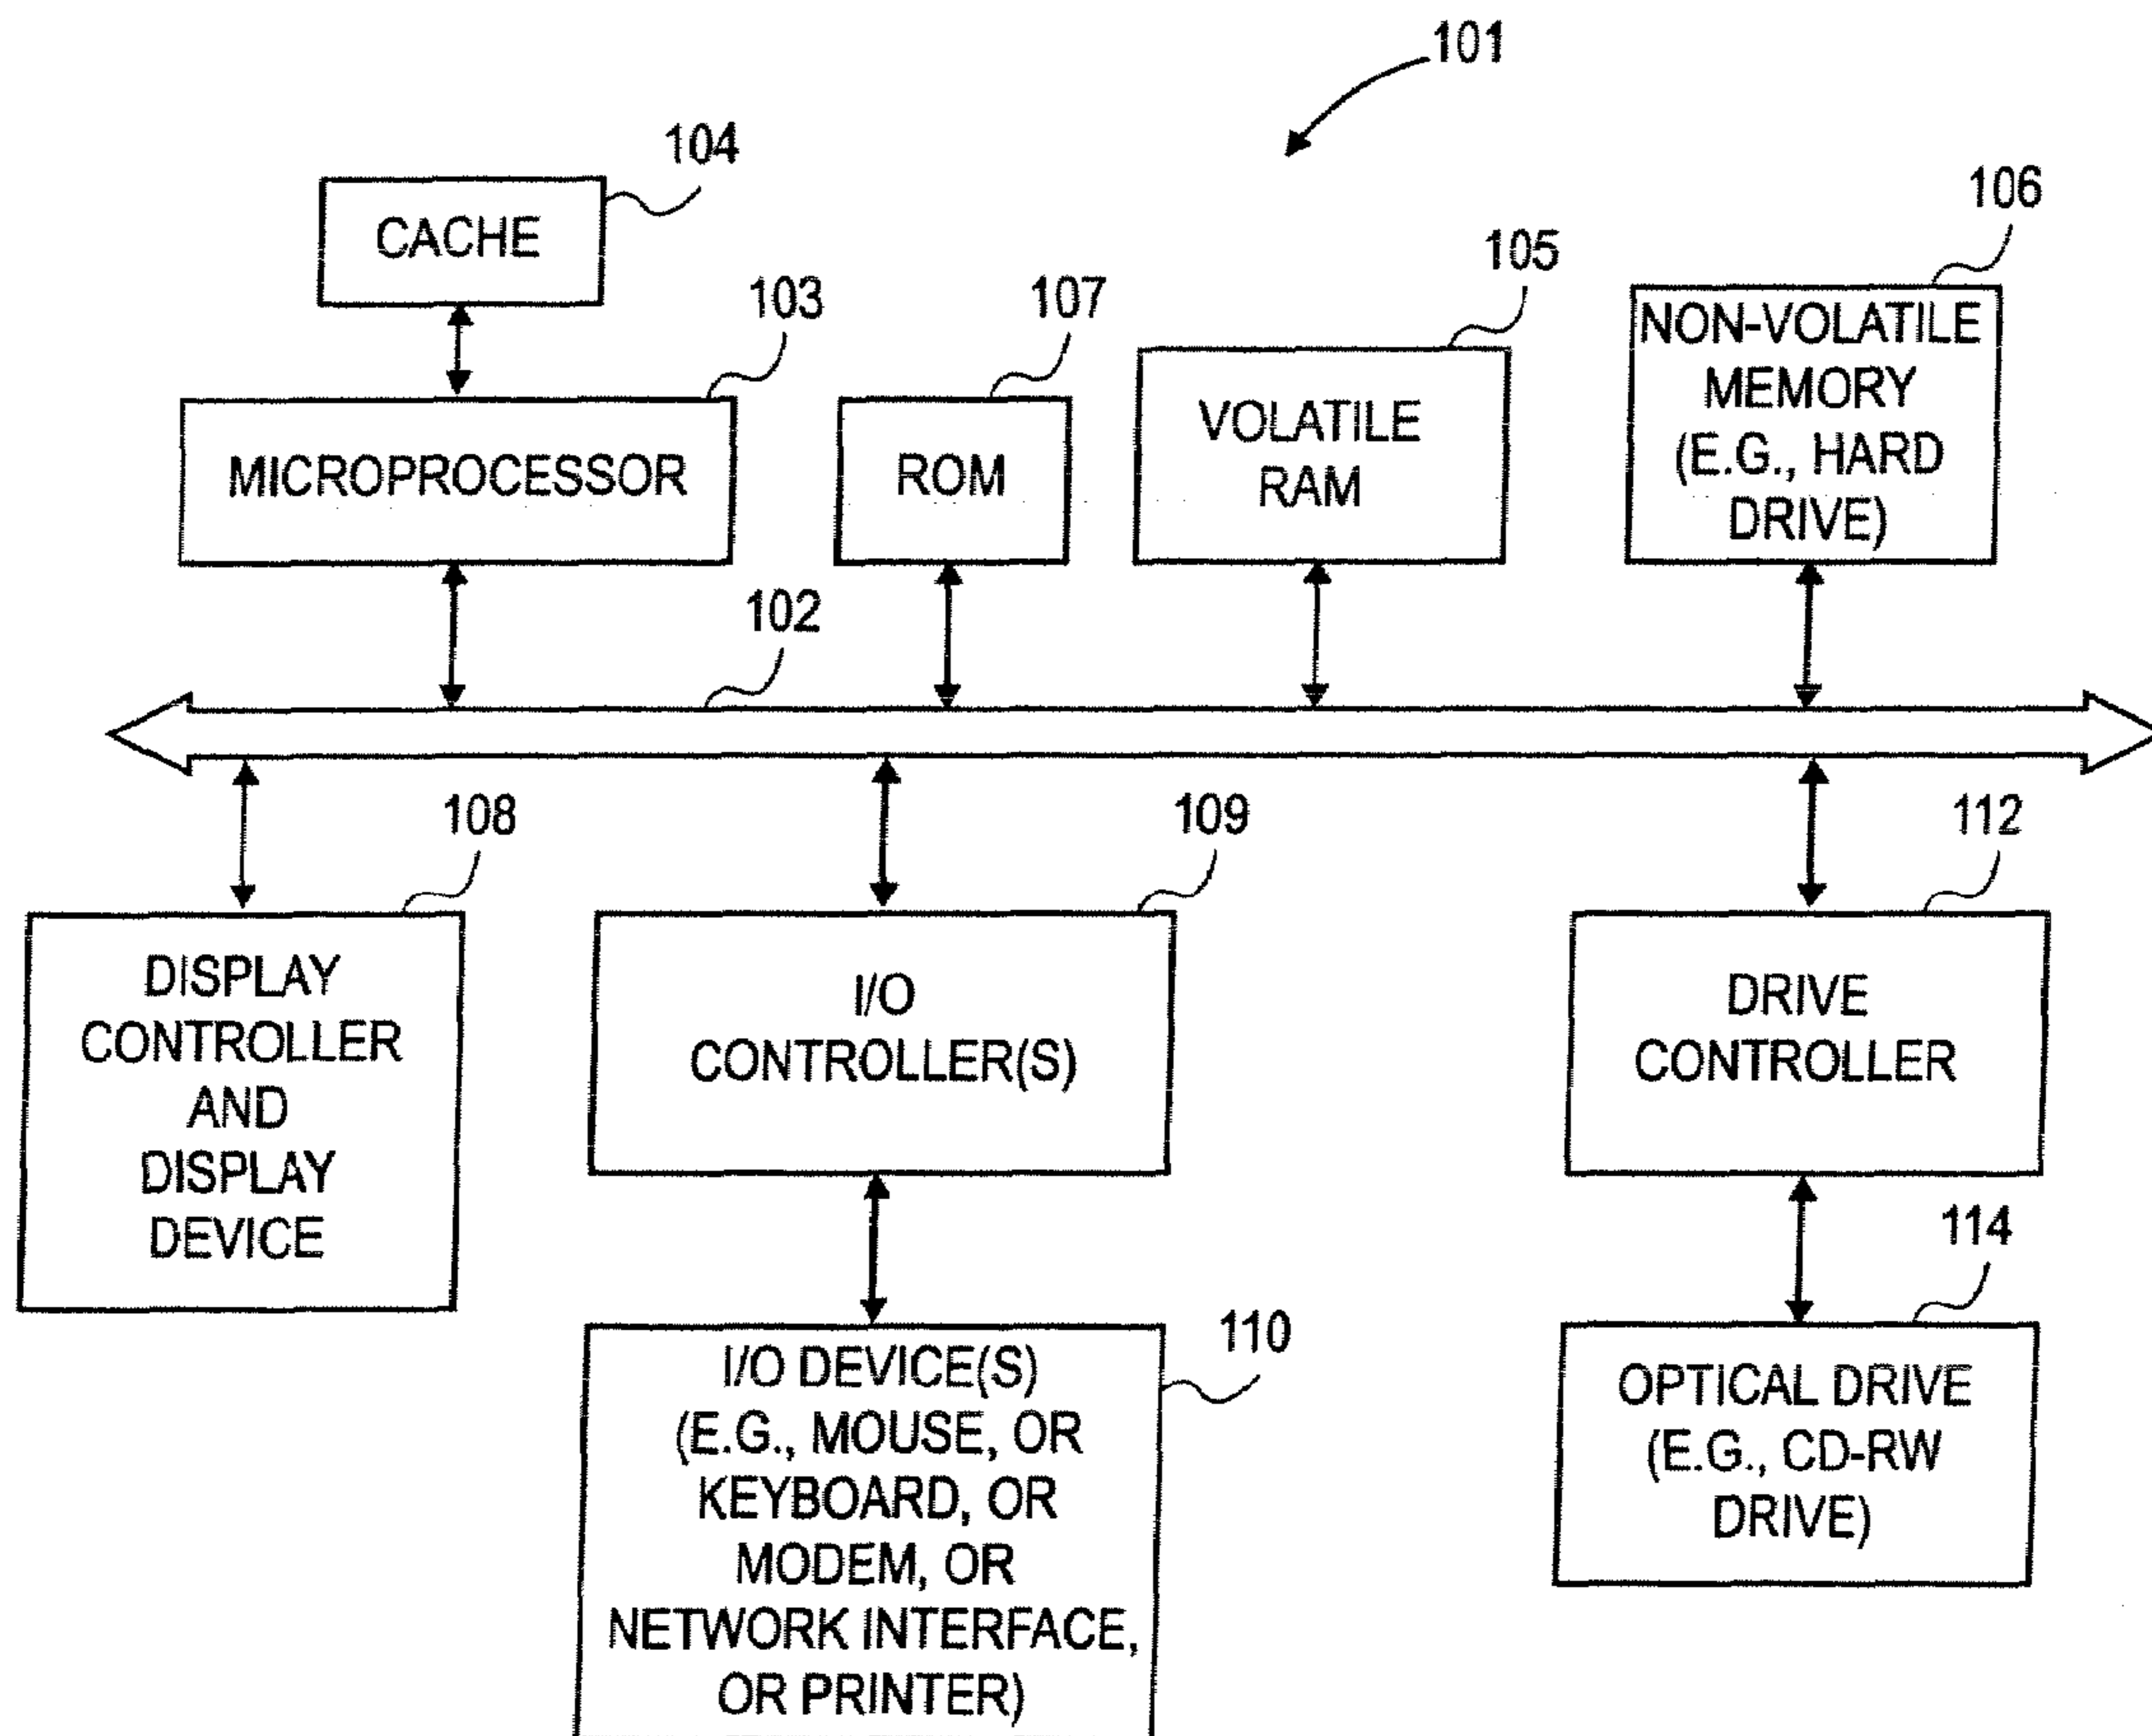 101
104
CACHE
103
MICROPROCESSOR
107
ROM
105
VOLATILE
RAM
106
NON-VOLATILE
MEMORY
(E.G., HARD
DRIVE)
102
108
DISPLAY
CONTROLLER
AND
DISPLAY
DEVICE
109
I/O
CONTROLLER(S)
112
DRIVE
CONTROLLER
110
I/O DEVICE(S)
(E.G., MOUSE, OR
KEYBOARD, OR
MODEM, OR
NETWORK INTERFACE,
OR PRINTER)
114
OPTICAL DRIVE
(E.G., CD-RW
DRIVE)